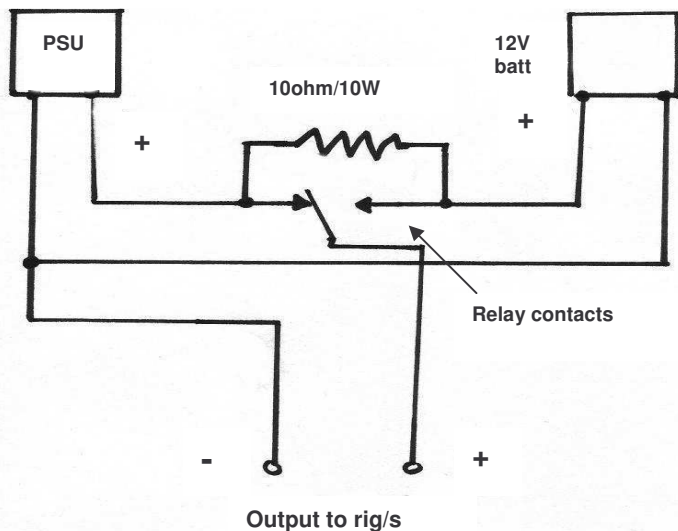 PSU
12V
batt
10ohm/10W
+
+
Relay contacts
-
+
Output to rig/s